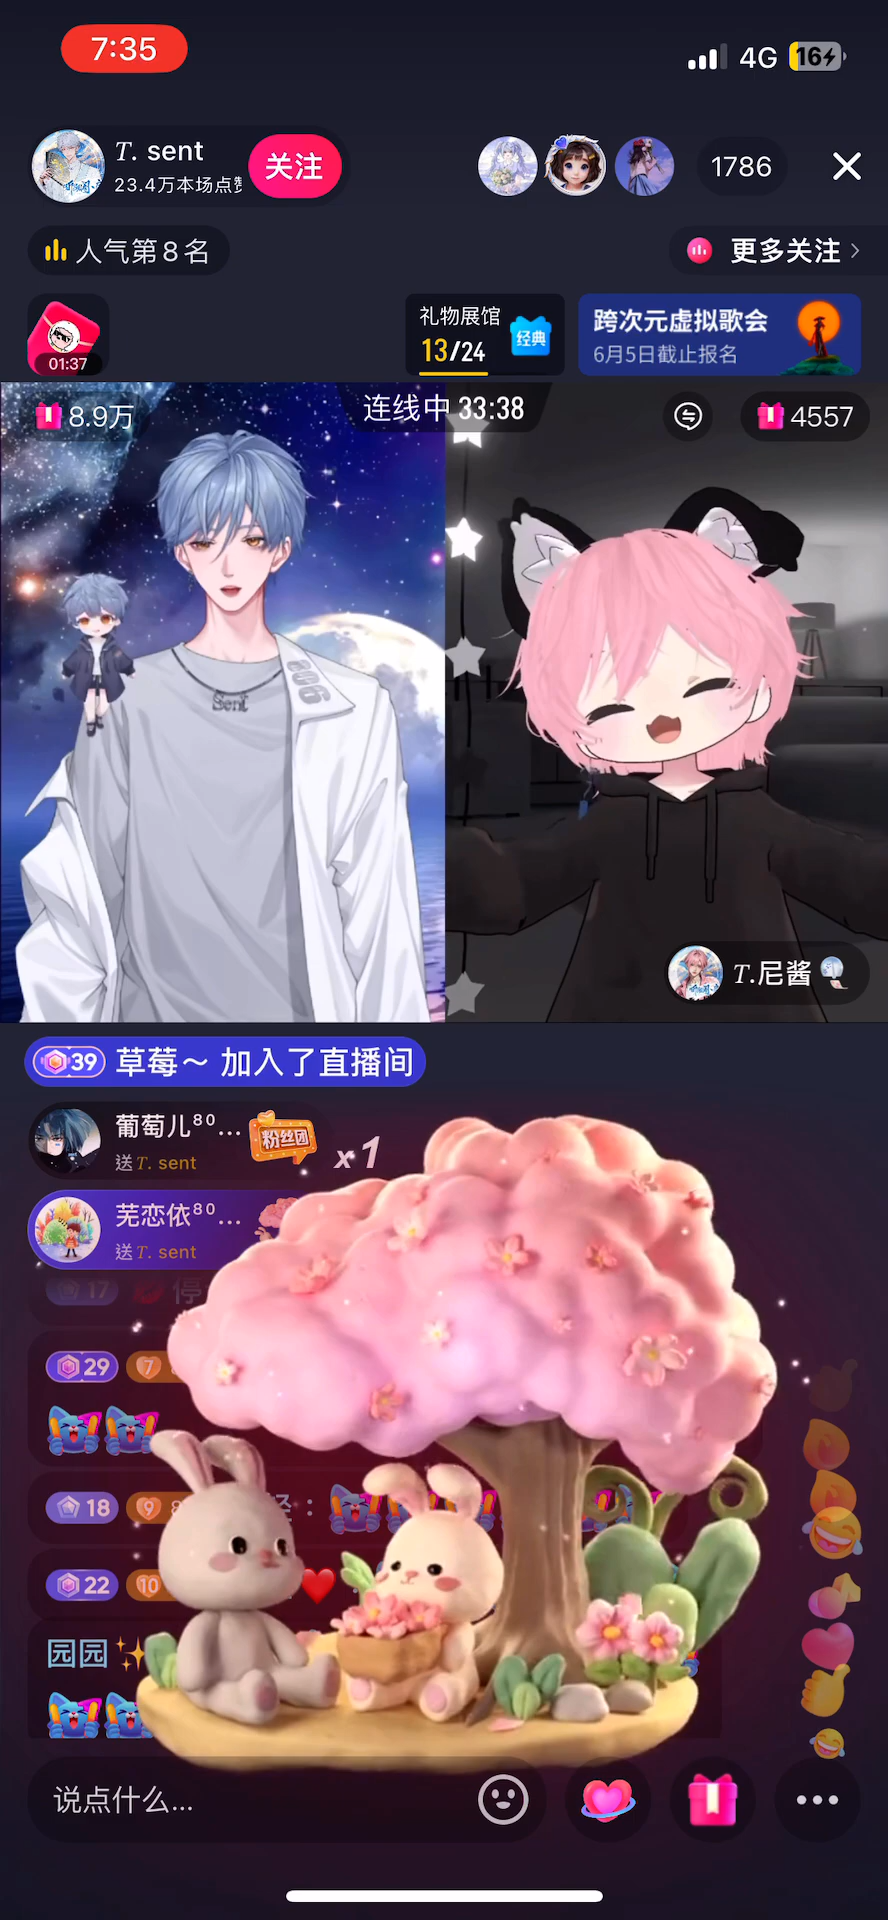 7:35
4G
16
T. sent
23.4万本场点赞
关注
1786
人气第8名
更多关注
01:37
礼物展馆
13/24
经典
跨次元虚拟歌会
6月5日截止报名
8.9万
连线中 33:38
4557
Sent
906
T.尼酱
39 草莓～ 加入了直播间
葡萄儿⁸⁰...
送 T. sent
粉丝团
x1
芜恋依⁸⁰...
送 T. sent
17 停
29 7
18 9
22 10
园园
说点什么...